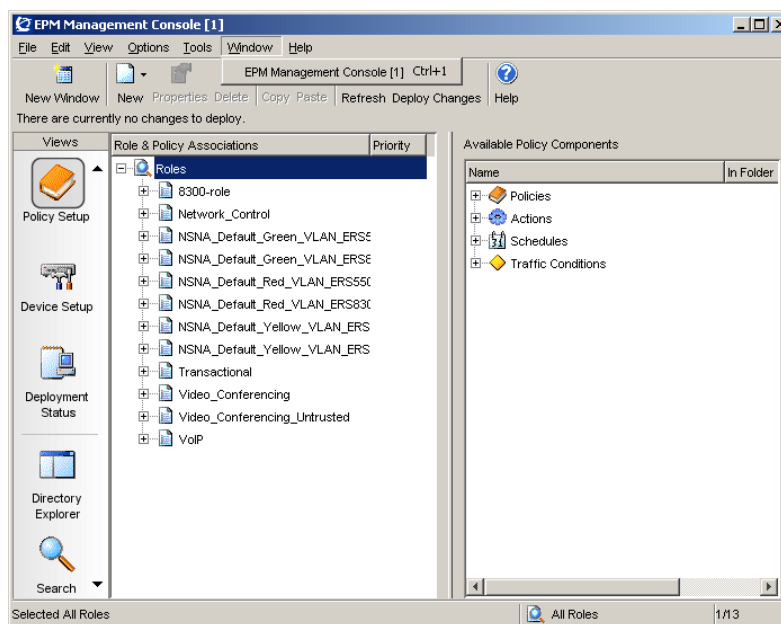 EPM Management Console [1]
File Edit View Options Tools Window Help
EPM Management Console [1] Ctrl+1
New Window New Properties Delete Copy Paste Refresh Deploy Changes Help
There are currently no changes to deploy.
Views
Policy Setup
Device Setup
Deployment
Status
Directory
Explorer
Search
Role & Policy Associations Priority
Roles
8300-role
Network_Control
NSNA_Default_Green_VLAN_ERS5
NSNA_Default_Green_VLAN_ERS8
NSNA_Default_Red_VLAN_ERS550
NSNA_Default_Red_VLAN_ERS830
NSNA_Default_Yellow_VLAN_ERS
NSNA_Default_Yellow_VLAN_ERS
Transactional
Video_Conferencing
Video_Conferencing_Untrusted
VoIP
Available Policy Components
Name In Folder
Policies
Actions
Schedules
Traffic Conditions
Selected All Roles All Roles 1/13